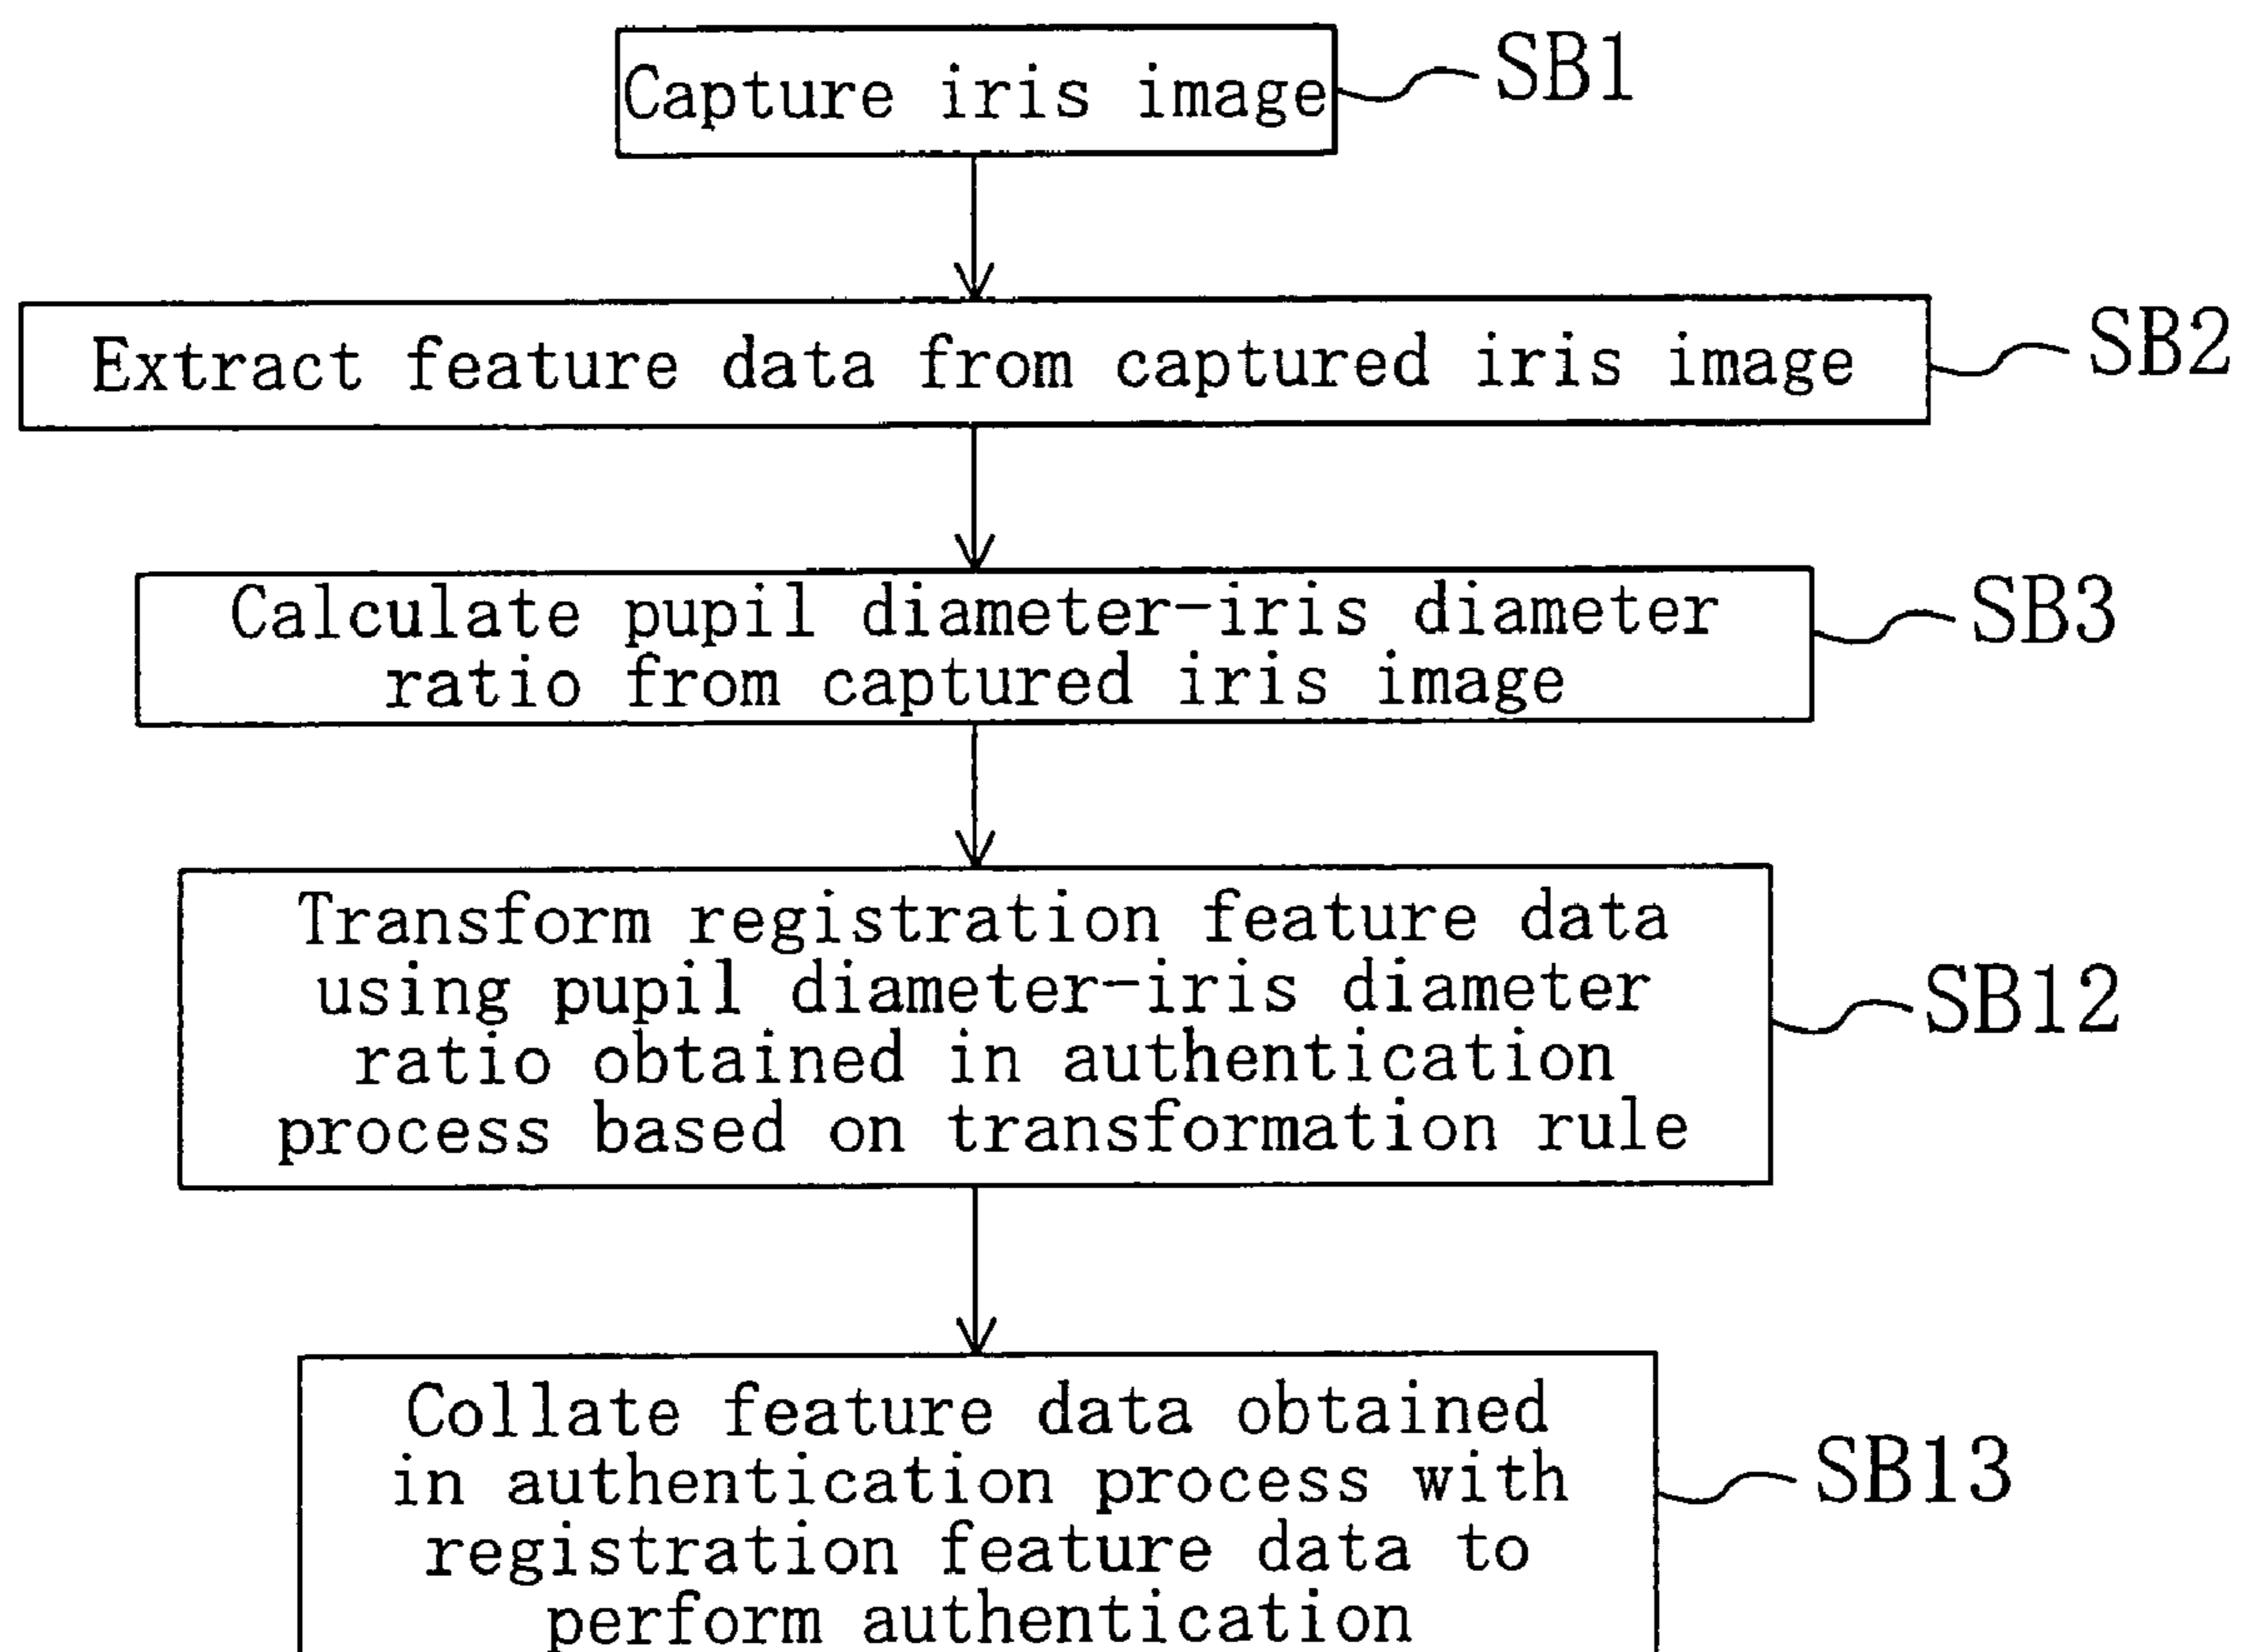 Capture iris image
SB1
Extract feature data from captured iris image
SB2
Calculate pupil diameter-iris diameter
ratio from captured iris image
SB3
Transform registration feature data
using pupil diameter-iris diameter
ratio obtained in authentication
process based on transformation rule
SB12
Collate feature data obtained
in authentication process with
registration feature data to
perform authentication
SB13